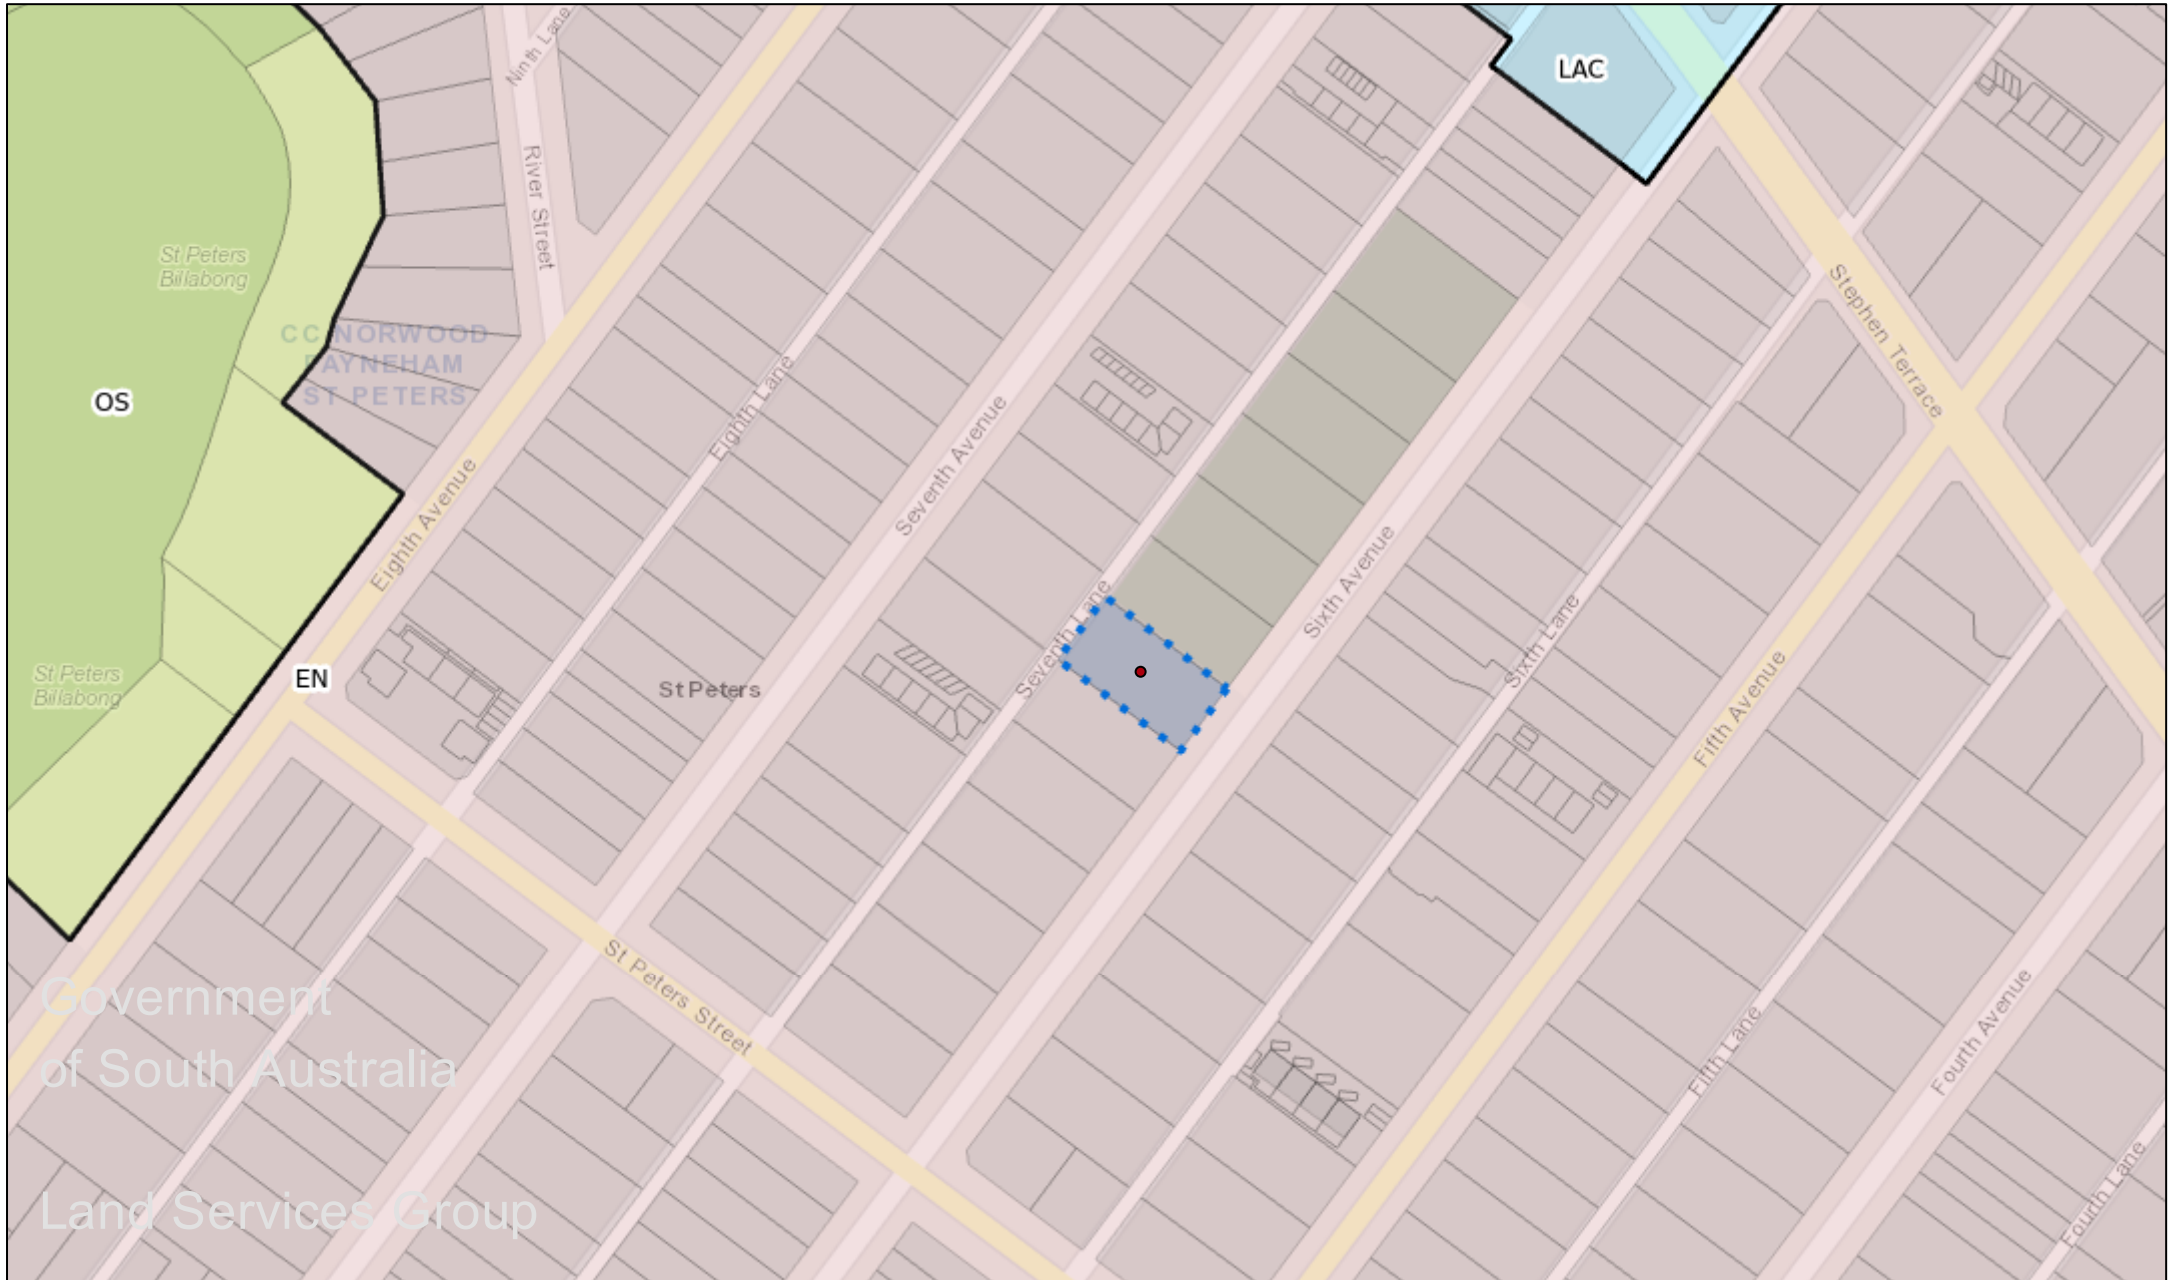 Ninth Lane
LAC
River Street
St Peters
Billabong
CC NORWOOD
PAYNEHAM
ST PETERS
Stephen Terrace
OS
Eighth Lane
Seventh Avenue
Eighth Avenue
Sixth Avenue
Seventh Lane
Sixth Lane
St Peters
Billabong
EN
St Peters
Fifth Avenue
St Peters Street
Government
of South Australia
Land Services Group
Fifth Lane
Fourth Avenue
Fourth Lane